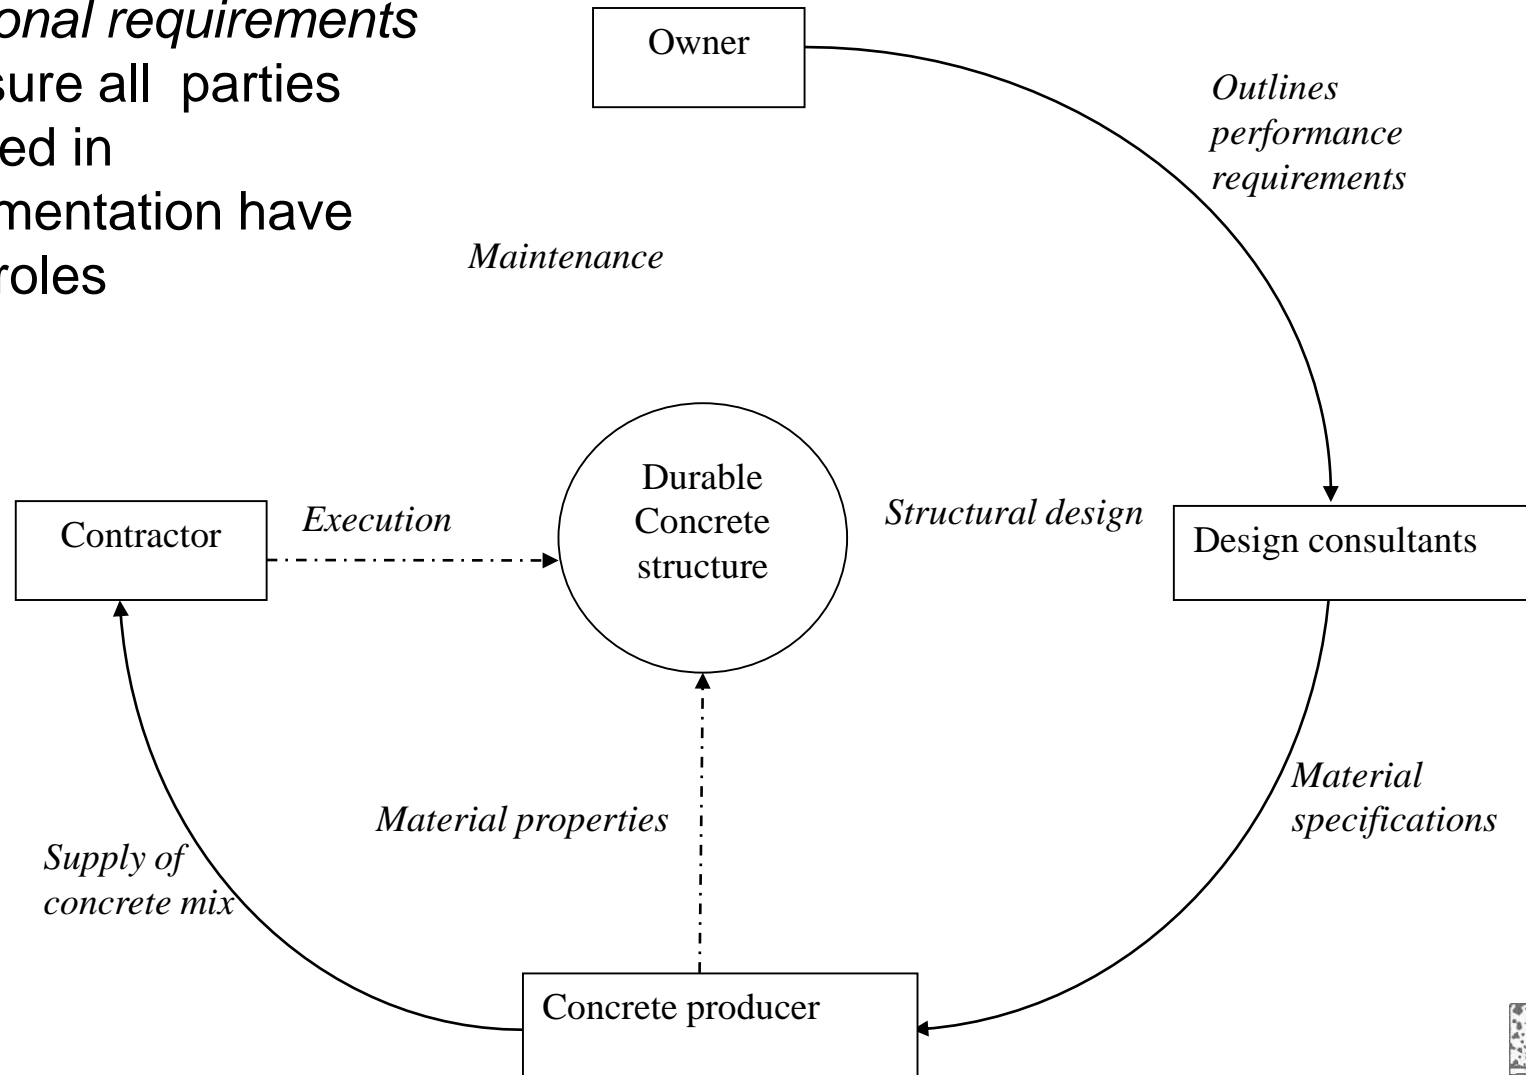 onal requirements
sure all parties
ed in
mentation have
roles
Owner
Outlines
performance
requirements
Maintenance
Durable
Concrete
structure
Contractor
Execution
Structural design
Design consultants
Material properties
Material
specifications
Supply of
concrete mix
Concrete producer